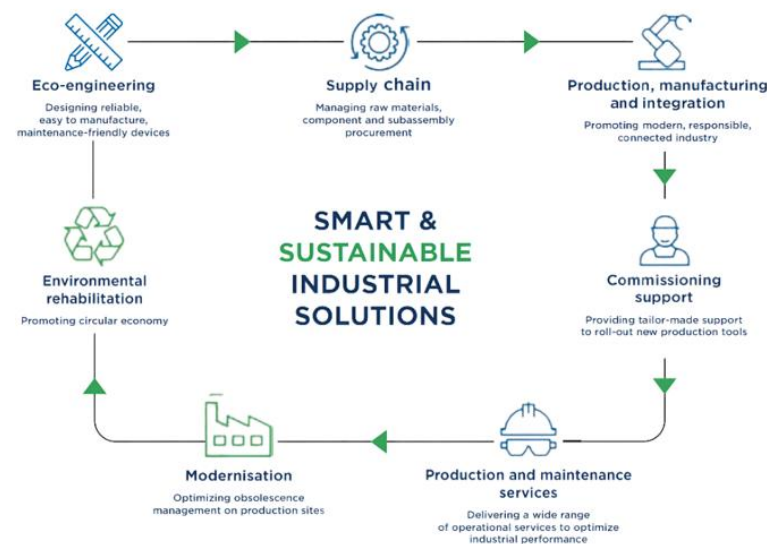 Eco-engineering
Designing reliable,
easy to manufacture,
maintenance-friendly devices
Supply chain
Managing raw materials,
component and subassembly
procurement
Production, manufacturing
and integration
Promoting modern, responsible,
connected industry
SMART &
SUSTAINABLE
INDUSTRIAL
SOLUTIONS
Environmental
rehabilitation
Promoting circular economy
Commissioning
support
Providing tailor-made support
to roll-out new production tools
Modernisation
Optimizing obsolescence
management on production sites
Production and maintenance
services
Delivering a wide range
of operational services to optimize
industrial performance